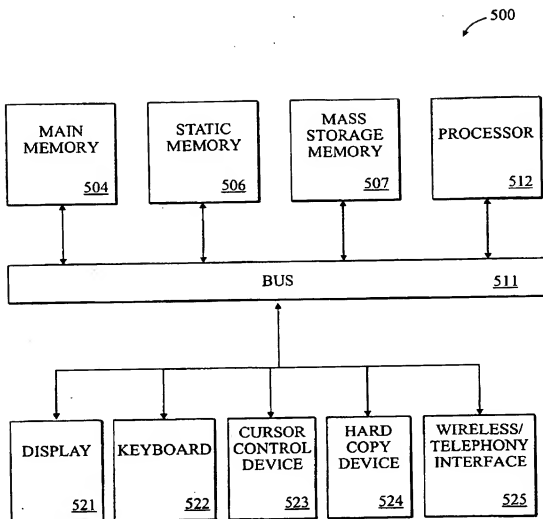 500
MAIN
MEMORY
504
STATIC
MEMORY
506
MASS
STORAGE
MEMORY
507
PROCESSOR
512
BUS
511
DISPLAY
521
KEYBOARD
522
CURSOR
CONTROL
DEVICE
523
HARD
COPY
DEVICE
524
WIRELESS/
TELEPHONY
INTERFACE
525